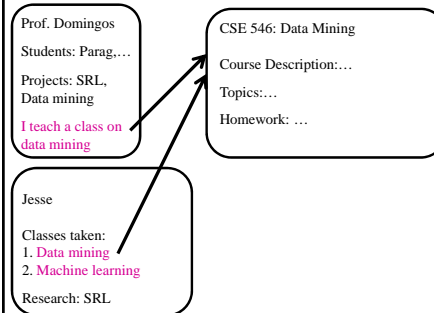 Prof. Domingos
Students: Parag,…
Projects: SRL,
Data mining
I teach a class on
data mining
CSE 546: Data Mining
Course Description:…
Topics:…
Homework: …
Jesse
Classes taken:
1. Data mining
2. Machine learning
Research: SRL